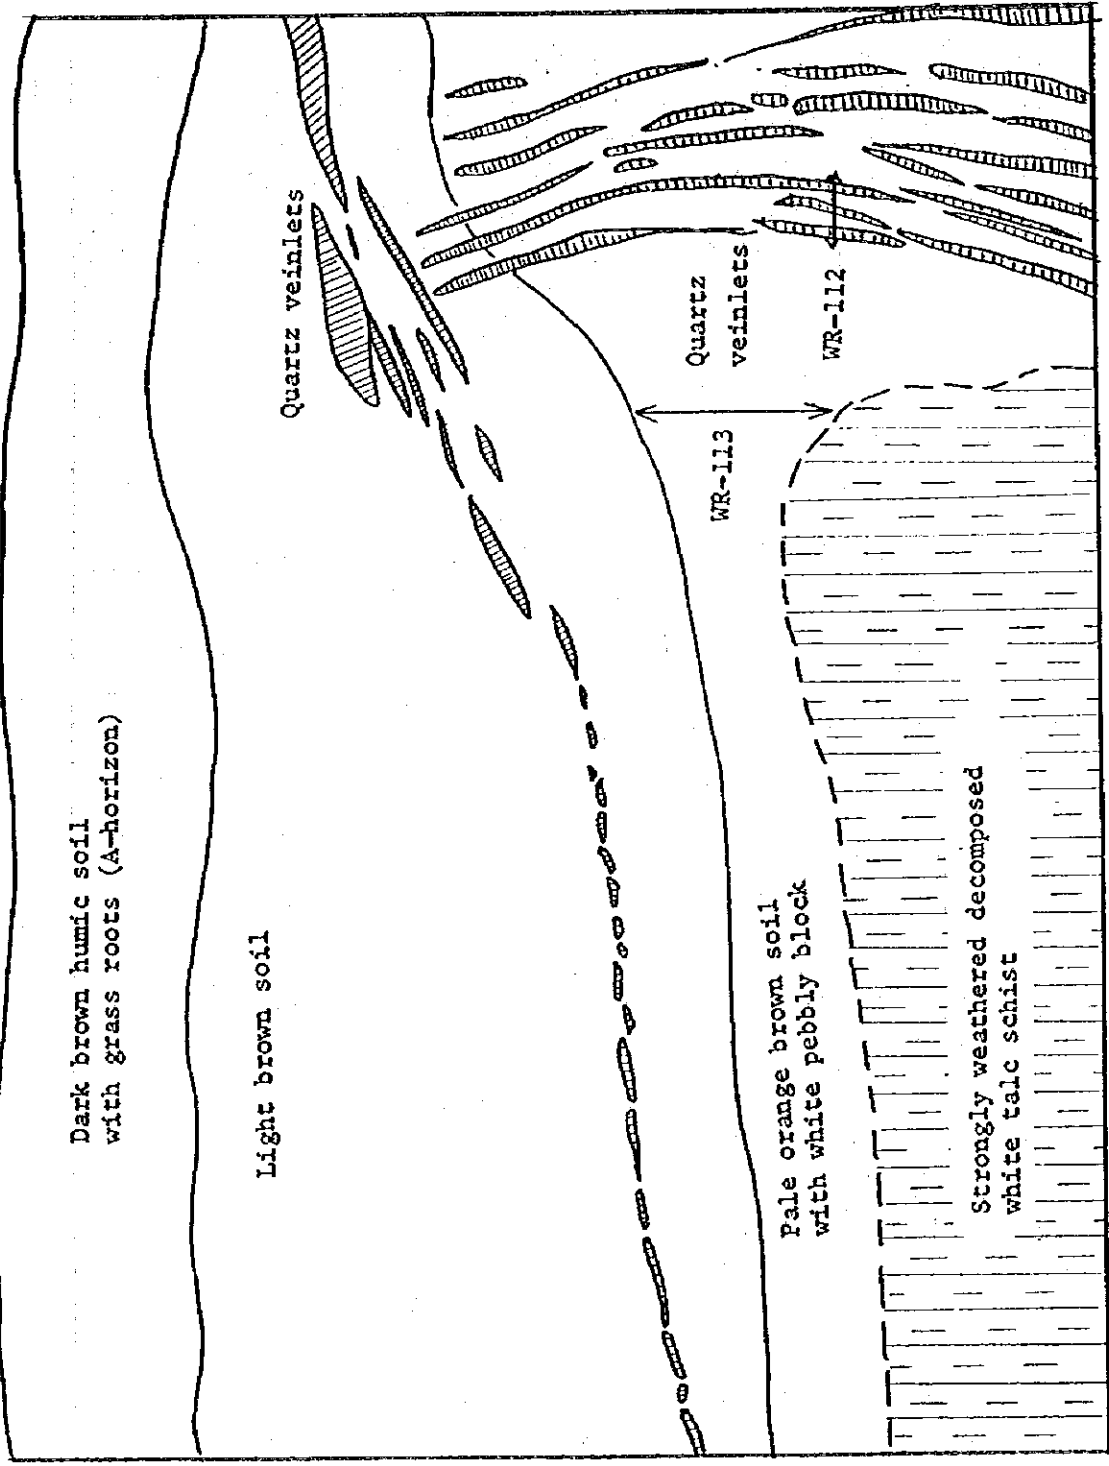 Dark brown humic soil
with grass roots (A-horizon)
Light brown soil
Quartz veinlets
Quartz
veinlets
WR-112
WR-113
Pale orange brown soil
with white pebbly block
Strongly weathered decomposed
white talc schist